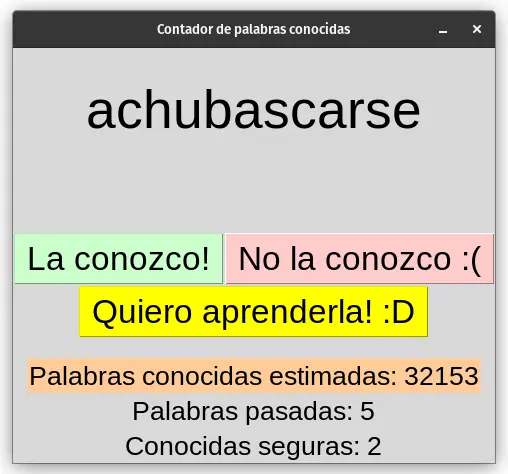 Contador de palabras conocidas
achubascarse
La conozco! No la conozco :(
Quiero aprenderla! :D
Palabras conocidas estimadas: 32153
Palabras pasadas: 5
Conocidas seguras: 2